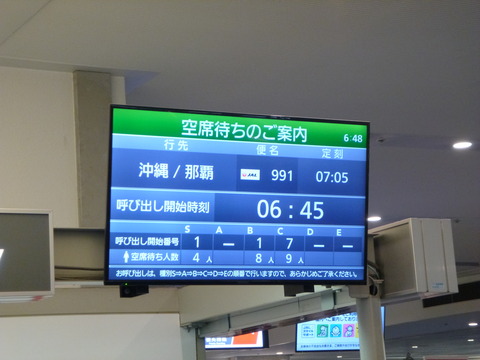 空席待ちのご案内 6:48
行先 便名 定刻
沖縄 / 那覇 JAL 991 07:05
呼び出し開始時刻 06:45
S A B C D E
呼び出し開始番号 1 — 1 7 — —
空席待ち人数 4人 8人 9人
お呼び出しは、種別S⇒A⇒B⇒C⇒D⇒Eの順番で行いますので、あらかじめご了承ください。